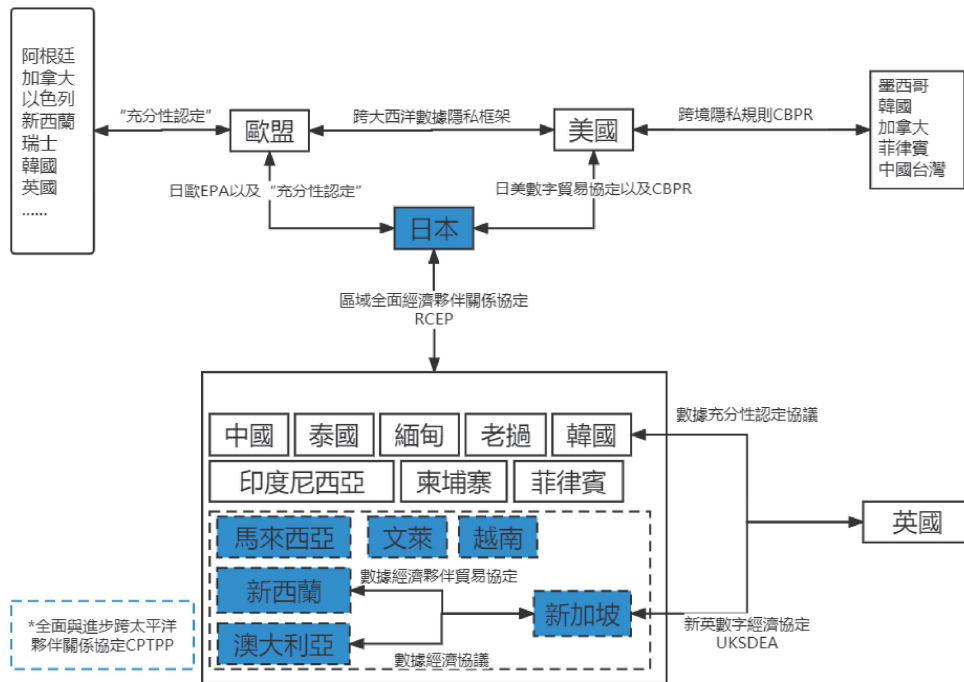 阿根廷
加拿大
以色列
新西蘭
瑞士
韓國
英國
……
“充分性認定”
歐盟
跨大西洋數據隱私框架
美國
跨境隱私規則CBPR
墨西哥
韓國
加拿大
菲律賓
中國台灣
日歐EPA以及“充分性認定”
日美數字貿易協定以及CBPR
日本
區域全面經濟夥伴關係協定
RCEP
中國
泰國
緬甸
老撾
韓國
數據充分性認定協議
印度尼西亞
柬埔寨
菲律賓
英國
馬來西亞
文萊
越南
新西蘭
數據經濟夥伴貿易協定
新加坡
新英數字經濟協定
UKSDEA
澳大利亞
數據經濟協議
*全面與進步跨太平洋
夥伴關係協定CPTPP